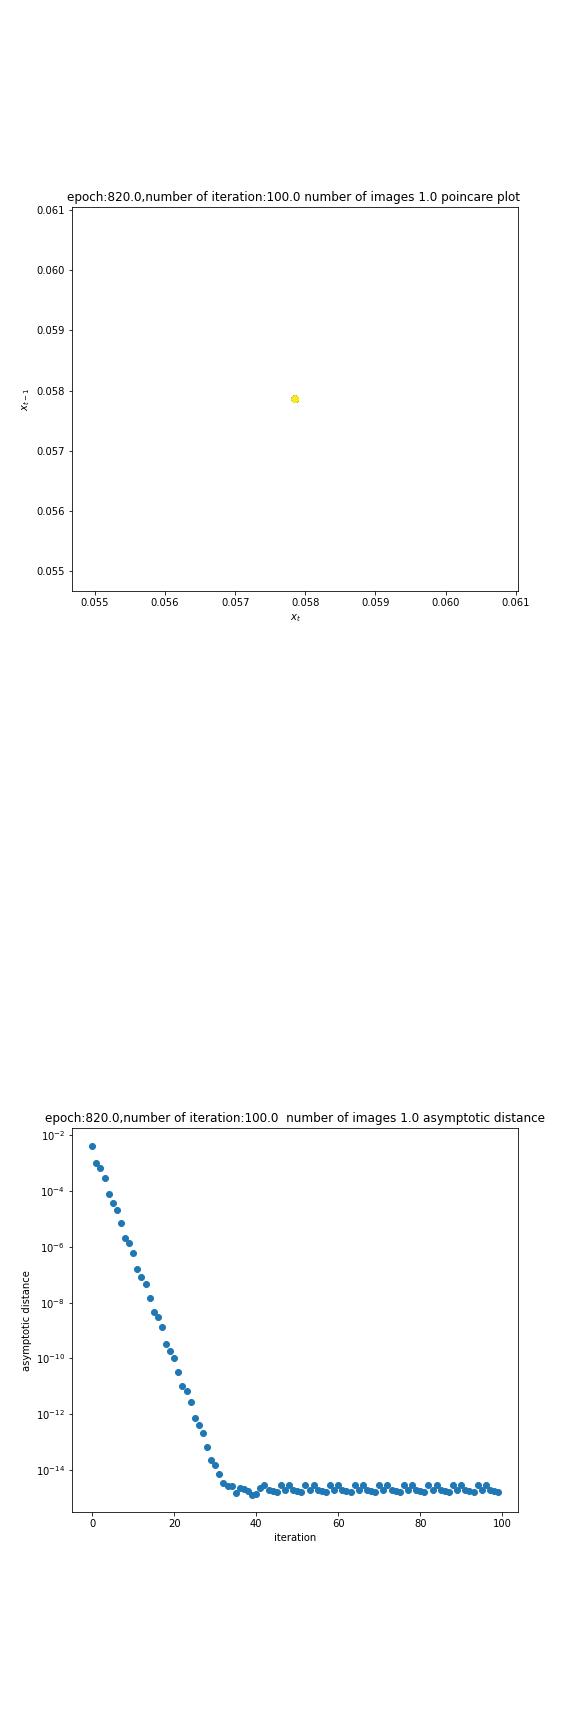 epoch:820.0,number of iteration:100.0 number of images 1.0 poincare plot
0.061
0.060
0.059
0.058
0.057
0.056
0.055
x_{t-1}
0.055 0.056 0.057 0.058 0.059 0.060 0.061
x_t
epoch:820.0,number of iteration:100.0  number of images 1.0 asymptotic distance
10^{-2}
10^{-4}
10^{-6}
10^{-8}
10^{-10}
10^{-12}
10^{-14}
asymptotic distance
0 20 40 60 80 100
iteration